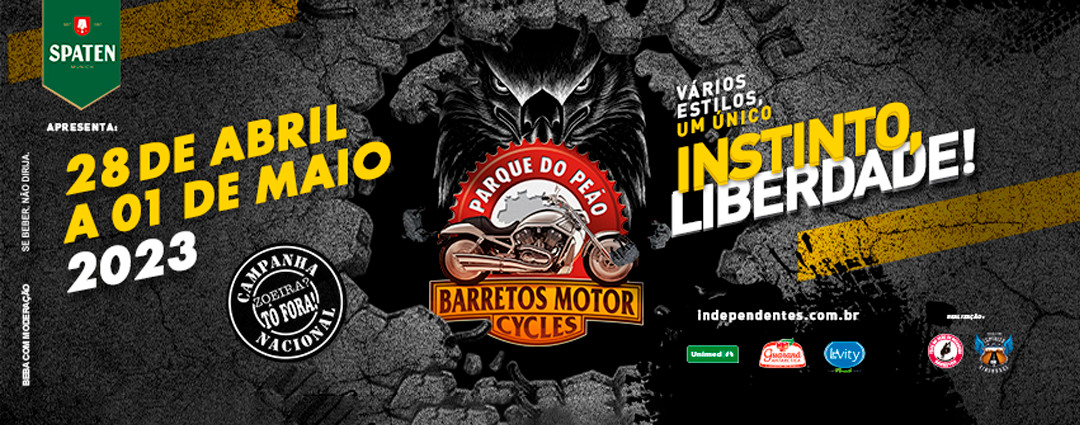 SPATEN
MUNICH
APRESENTA:
28 DE ABRIL
A 01 DE MAIO
2023
BEBA COM MODERAÇÃO
SE BEBER, NÃO DIRIJA.
CAMPANHA
ZOEIRA?
TÔ FORA!
NACIONAL
PARQUE DO PEÃO
BARRETOS MOTOR
CYCLES
VÁRIOS
ESTILOS,
UM ÚNICO
INSTINTO,
LIBERDADE!
independentes.com.br
Unimed
Guaraná
ANTARCTICA
Levity
REALIZAÇÃO: